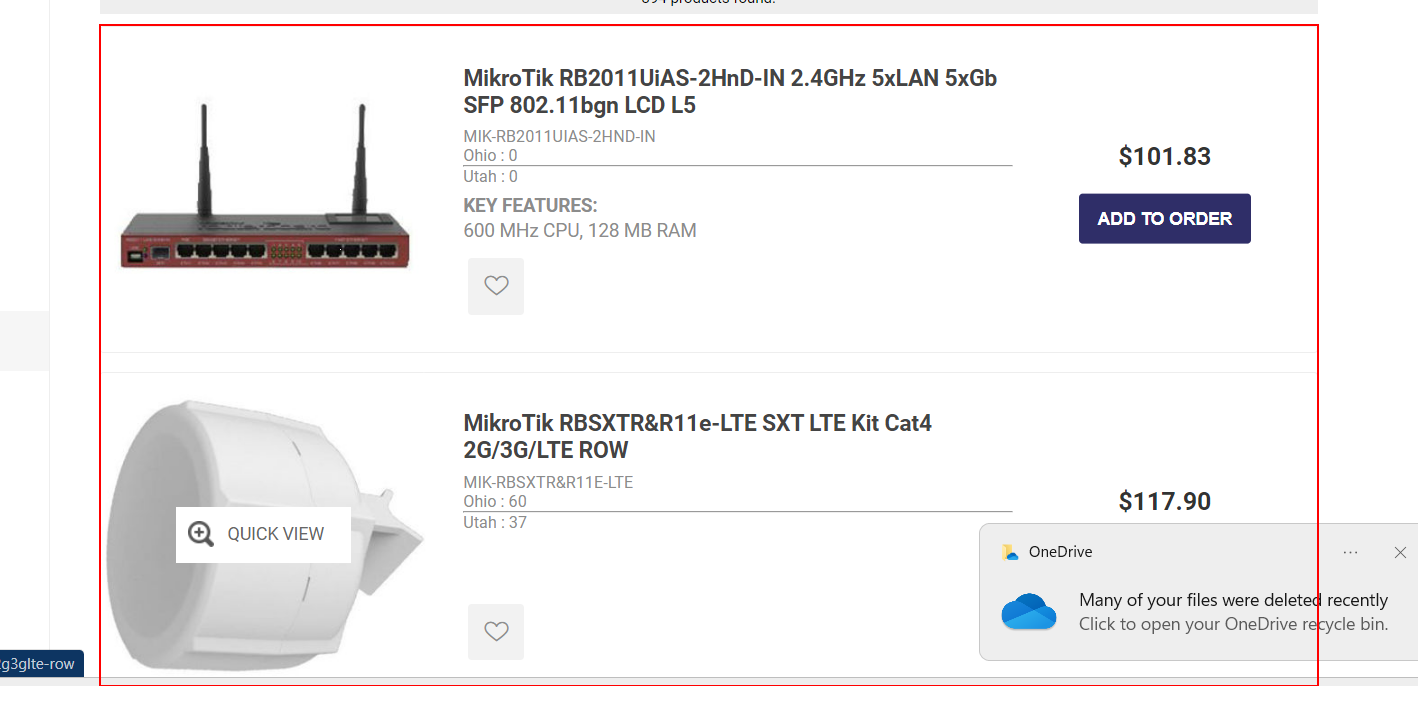 products found.
MikroTik RB2011UiAS-2HnD-IN 2.4GHz 5xLAN 5xGb
SFP 802.11bgn LCD L5
MIK-RB2011UIAS-2HND-IN
Ohio : 0
Utah : 0
KEY FEATURES:
600 MHz CPU, 128 MB RAM
$101.83
ADD TO ORDER
MikroTik RBSXTR&R11e-LTE SXT LTE Kit Cat4
2G/3G/LTE ROW
MIK-RBSXTR&R11E-LTE
Ohio : 60
Utah : 37
$117.90
QUICK VIEW
OneDrive
Many of your files were deleted recently
Click to open your OneDrive recycle bin.
g3glte-row